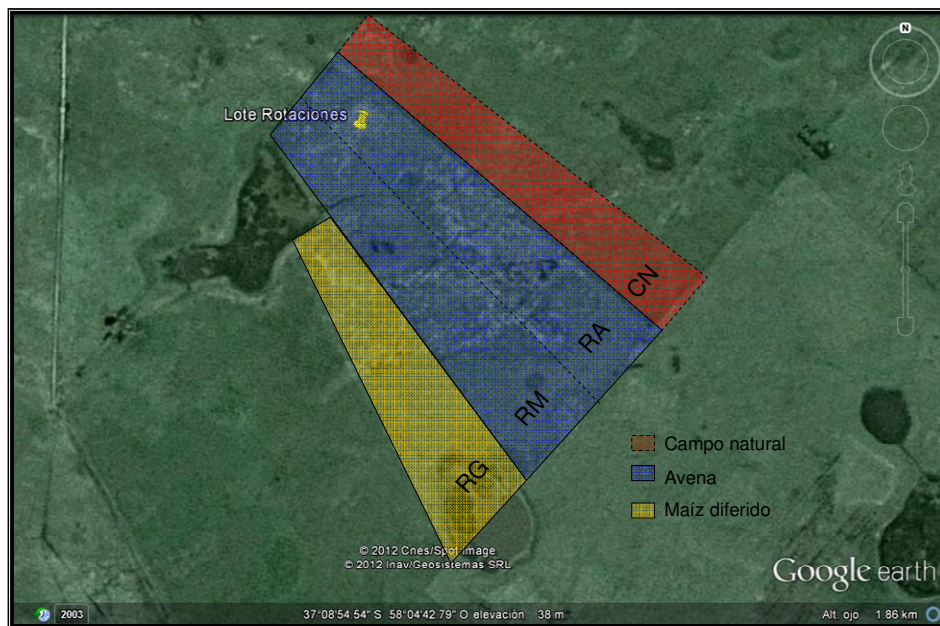 N
Lote Rotaciones
CN
RA
RM
RG
Campo natural
Avena
Maíz diferido
© 2012 Cnes/Spot Image
© 2012 Inav/Geosistemas SRL
Google earth
2003
37°08'54.54" S 58°04'42.79" O elevación 38 m
Alt. ojo 1.86 km